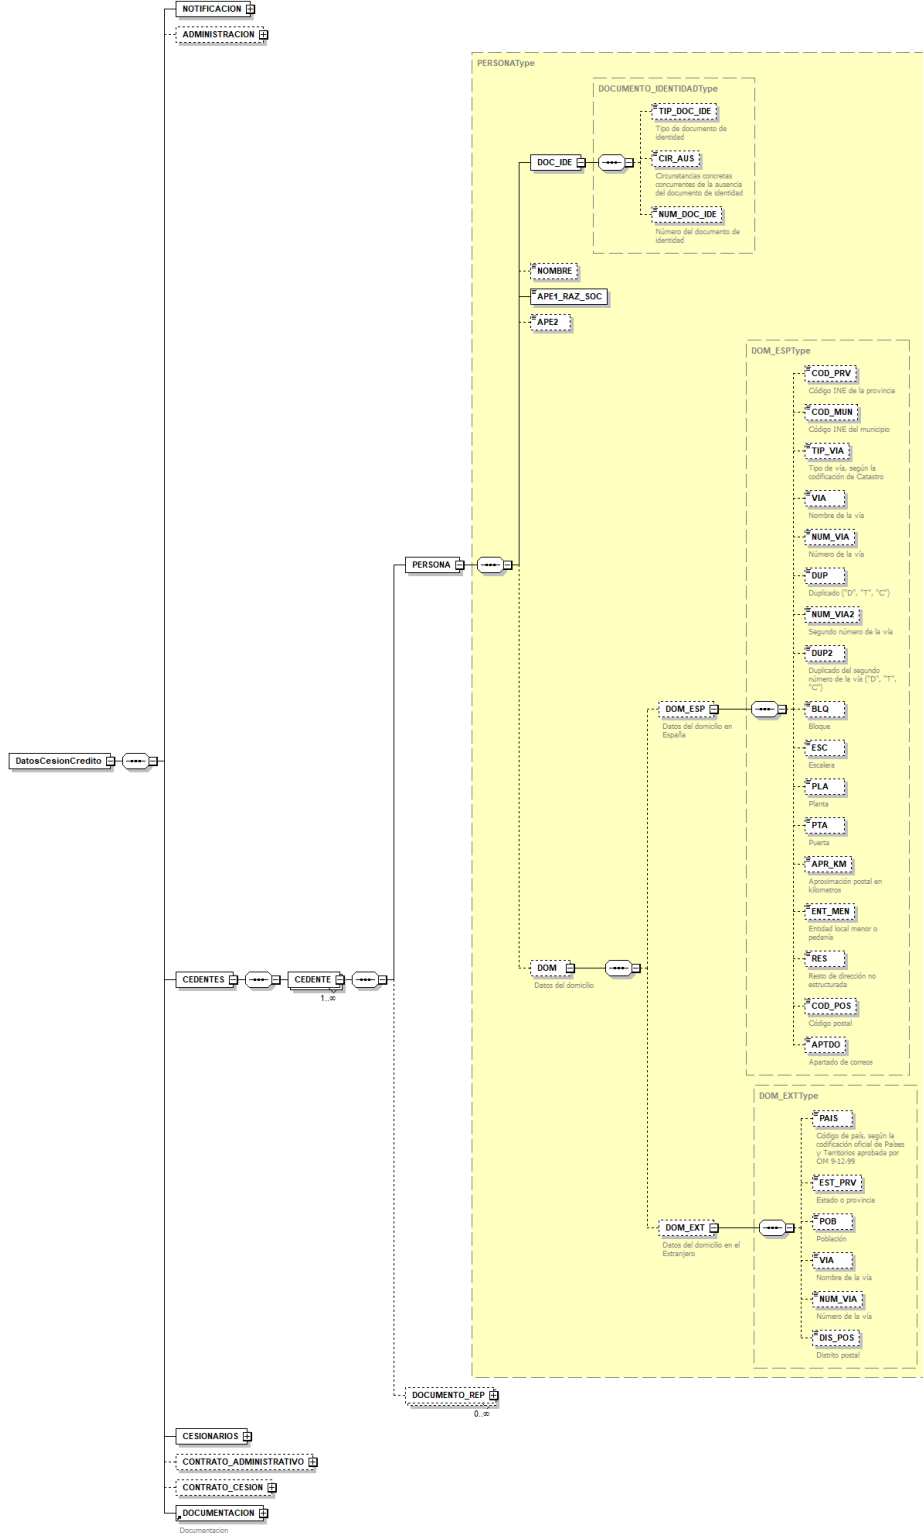 NOTIFICACION
ADMINISTRACION
PERSONAType
DOCUMENTO_IDENTIDADType
TIP_DOC_IDE
Tipo de documento de
identidad
DOC_IDE
CIR_AUS
Circunstancias concretas
concurrentes de la ausencia
del documento de identidad
NUM_DOC_IDE
Número del documento de
identidad
NOMBRE
APE1_RAZ_SOC
APE2
DOM_ESPType
COD_PRV
Código INE de la provincia
COD_MUN
Código INE del municipio
TIP_VIA
Tipo de vía, según la
codificación de Catastro
VIA
Nombre de la vía
NUM_VIA
Número de la vía
PERSONA
DUP
Duplicado ("D", "T", "C")
NUM_VIA2
Segundo número de la vía
DUP2
Duplicado del segundo
número de la vía ("D", "T",
"C")
DOM_ESP
Datos del domicilio en
España
BLQ
Bloque
DatosCesionCredito
ESC
Escalera
PLA
Planta
PTA
Puerta
APR_KM
Aproximación postal en
kilometros
ENT_MEN
Entidad local menor o
pedanía
CEDENTES
CEDENTE
1..∞
DOM
Datos del domicilio
RES
Resto de dirección no
estructurada
COD_POS
Código postal
APTDO
Apartado de correos
DOM_EXTType
PAIS
Código de país, según la
codificación oficial de Países
y Territorios aprobada por
OM 9-12-99
EST_PRV
Estado o provincia
DOM_EXT
Datos del domicilio en el
Extranjero
POB
Población
VIA
Nombre de la vía
NUM_VIA
Número de la vía
DIS_POS
Distrito postal
DOCUMENTO_REP
0..∞
CESIONARIOS
CONTRATO_ADMINISTRATIVO
CONTRATO_CESION
DOCUMENTACION
Documentacion